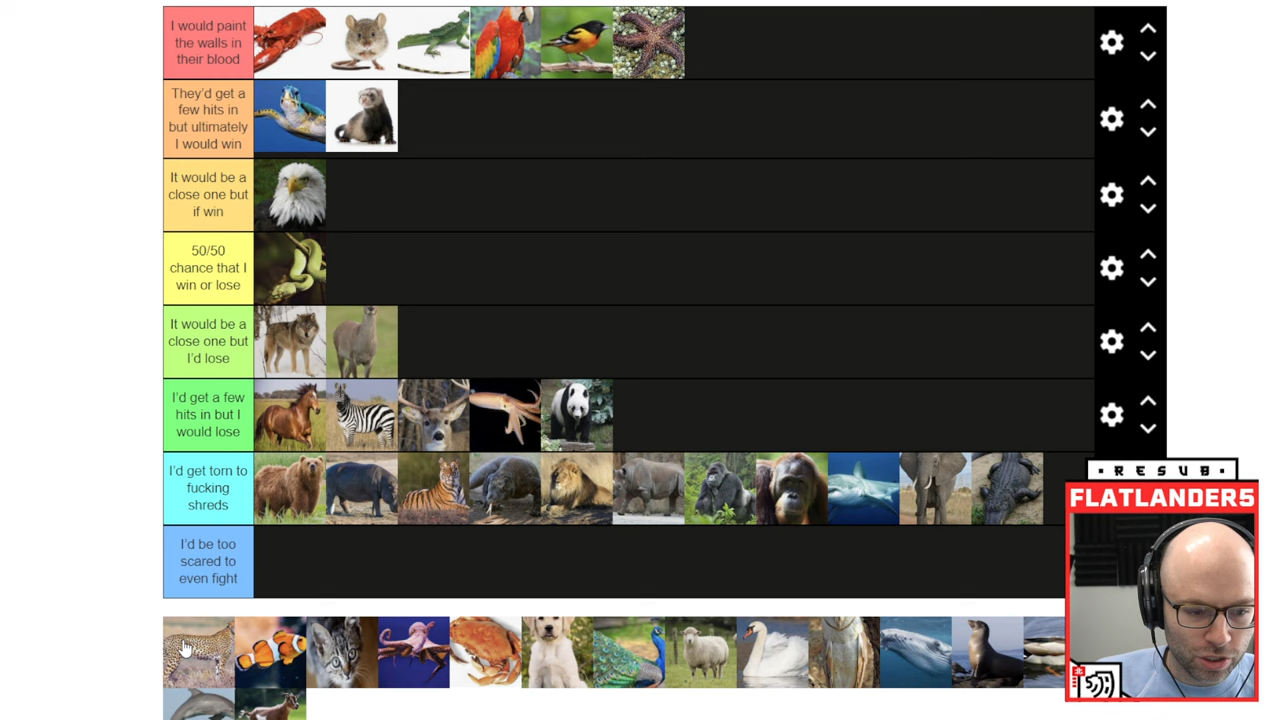 I would paint
the walls in
their blood
They'd get a
few hits in
but ultimately
I would win
It would be a
close one but
if win
50/50
chance that I
win or lose
It would be a
close one but
I'd lose
I'd get a few
hits in but I
would lose
I'd get torn to
fucking
shreds
I'd be too
scared to
even fight
RESUB
FLATLANDER5